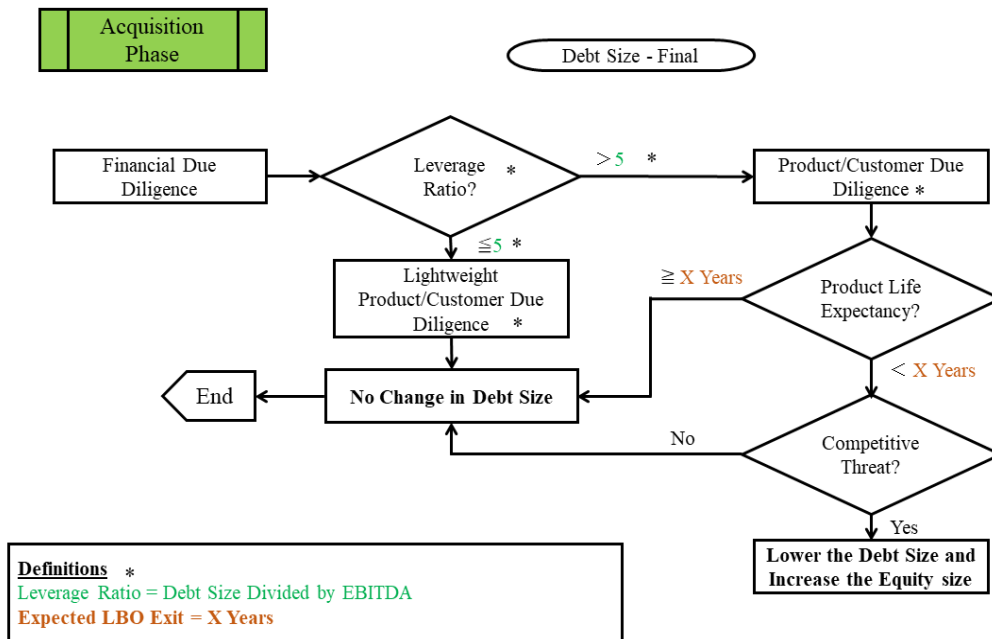 Acquisition
Phase
Debt Size - Final
Financial Due
Diligence
Leverage *
Ratio?
＞5 *
Product/Customer Due
Diligence *
≦5 *
Lightweight
Product/Customer Due
Diligence *
≧ X Years
Product Life
Expectancy?
＜ X Years
End
No Change in Debt Size
No
Competitive
Threat?
Yes
Lower the Debt Size and
Increase the Equity size
Definitions *
Leverage Ratio = Debt Size Divided by EBITDA
Expected LBO Exit = X Years